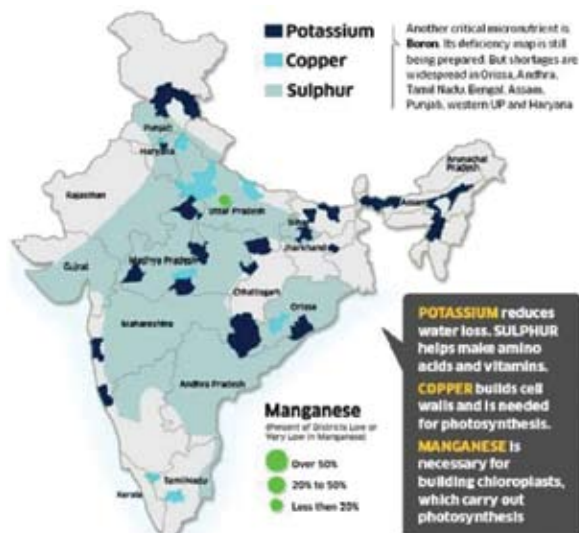 Potassium
Copper
Sulphur
Another critical micronutrient is
Boron. Its deficiency map is still
being prepared. But shortages are
widespread in Orissa, Andhra,
Tamil Nadu, Bengal, Assam,
Punjab, western UP and Haryana
Punjab
Haryana
Arunachal
Pradesh
Rajasthan
Uttar Pradesh
Assam
Bihar
Jharkhand
Gujrat
Madhya Pradesh
Chhattisgarh
Orissa
Maharashtra
Andhra Pradesh
TamilNadu
Kerala
Manganese
(Percent of Districts Low or
Very Low in Manganese)
Over 50%
20% to 50%
Less then 20%
POTASSIUM reduces
water loss. SULPHUR
helps make amino
acids and vitamins.
COPPER builds cell
walls and is needed
for photosynthesis.
MANGANESE is
necessary for
building chloroplasts,
which carry out
photosynthesis